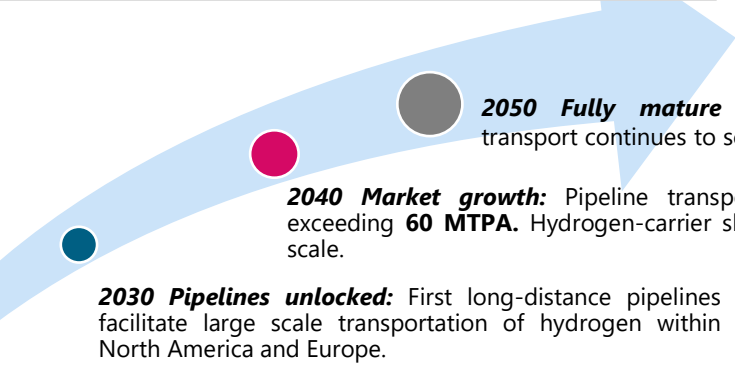 2050 Fully mature
transport continues to
2040 Market growth: Pipeline
exceeding 60 MTPA. Hydrogen-carrier
scale.
2030 Pipelines unlocked: First long-distance pipelines
facilitate large scale transportation of hydrogen within
North America and Europe.